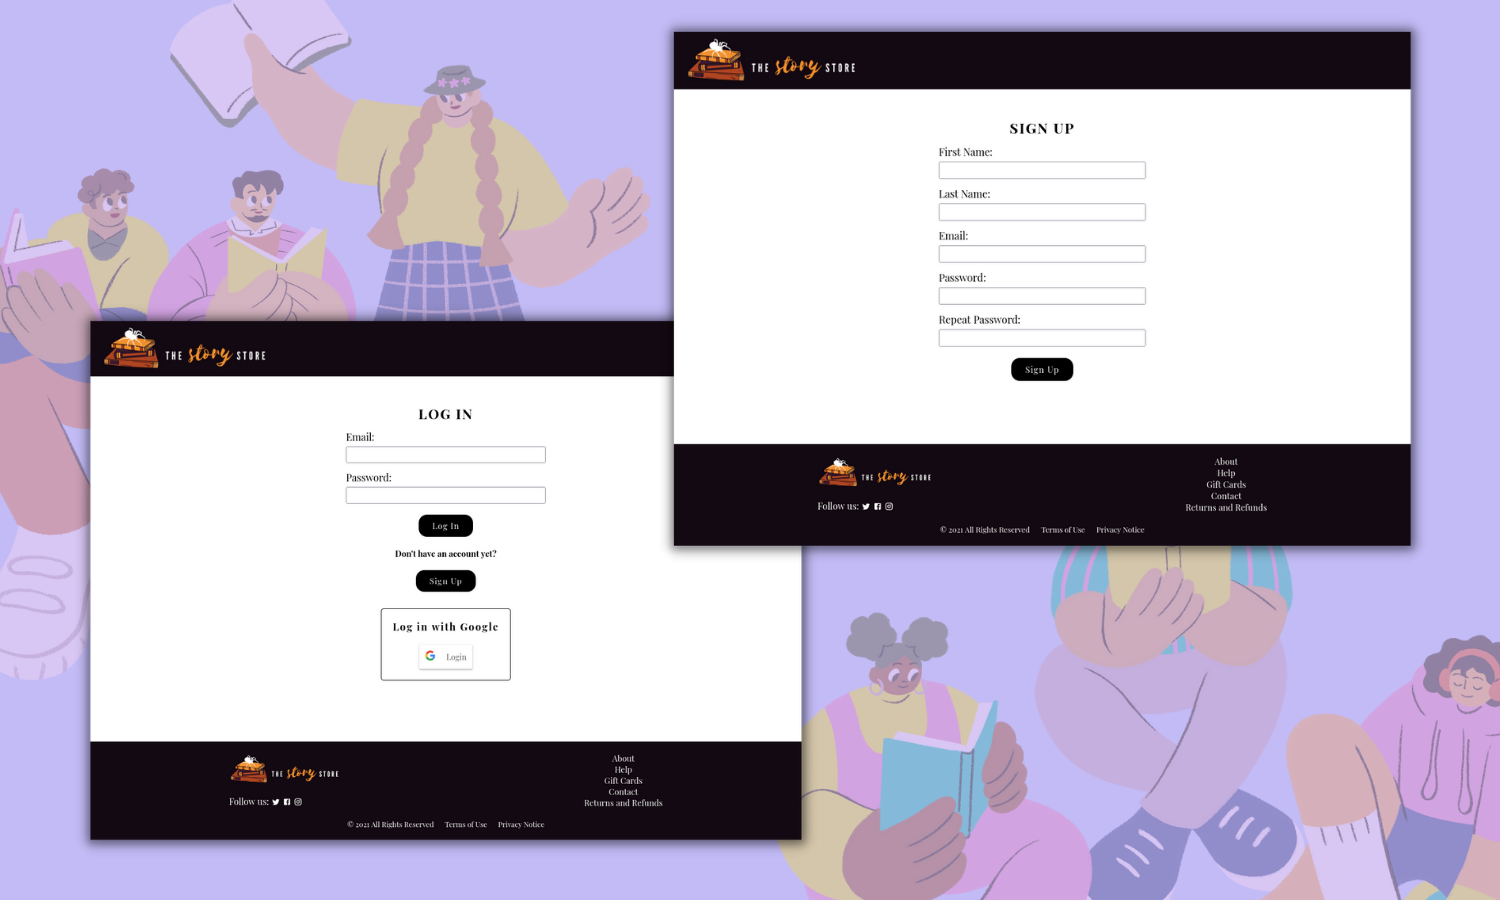 THE story STORE
SIGN UP
First Name:
Last Name:
Email:
Password:
Repeat Password:
Sign Up
THE story STORE
Follow us:
About
Help
Gift Cards
Contact
Returns and Refunds
© 2021 All Rights Reserved Terms of Use Privacy Notice
THE story STORE
LOG IN
Email:
Password:
Log In
Don't have an account yet?
Sign Up
Log in with Google
Login
THE story STORE
Follow us:
About
Help
Gift Cards
Contact
Returns and Refunds
© 2021 All Rights Reserved Terms of Use Privacy Notice